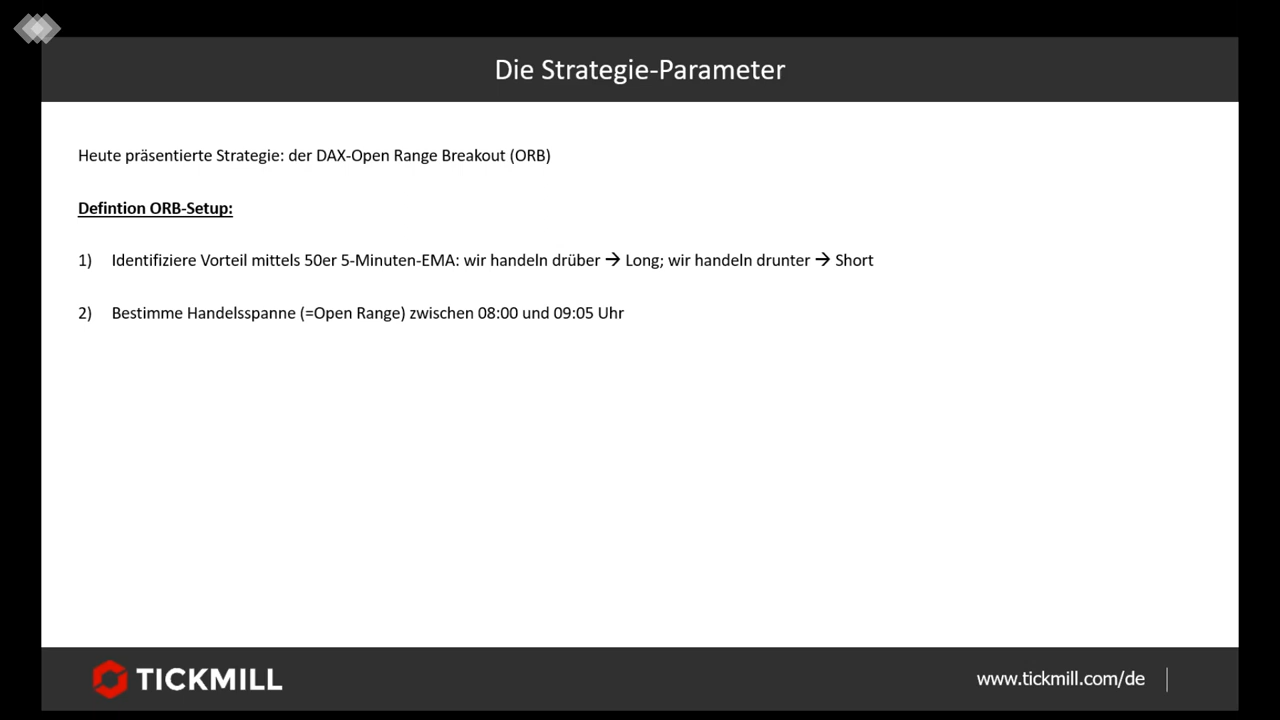 Die Strategie-Parameter
Heute präsentierte Strategie: der DAX-Open Range Breakout (ORB)
Defintion ORB-Setup:
1) Identifiziere Vorteil mittels 50er 5-Minuten-EMA: wir handeln drüber → Long; wir handeln drunter → Short
2) Bestimme Handelsspanne (=Open Range) zwischen 08:00 und 09:05 Uhr
TICKMILL
www.tickmill.com/de